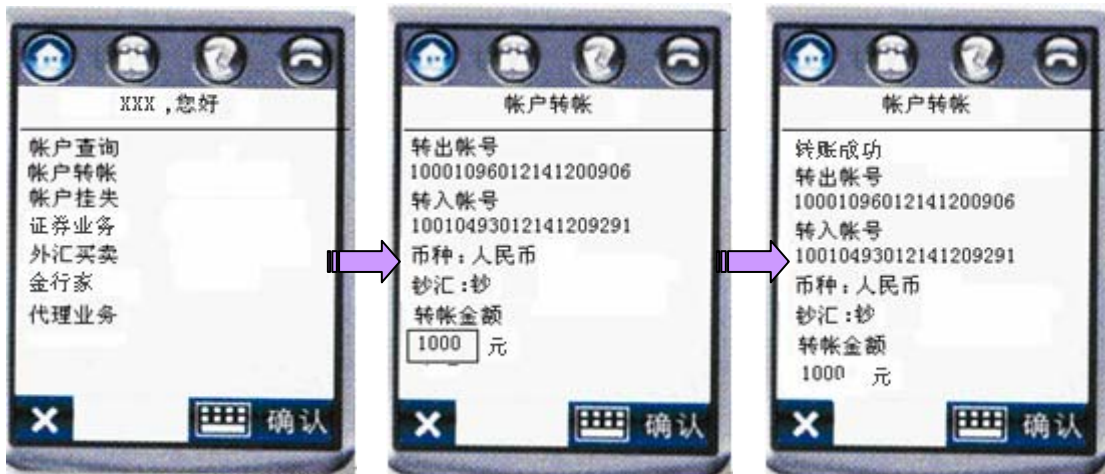 XXX ,您好
帐户查询
帐户转帐
帐户挂失
证券业务
外汇买卖
金行家
代理业务
确认
帐户转帐
转出帐号
10001096012141200906
转入帐号
10010493012141209291
币种:人民币
钞汇:钞
转帐金额
1000 元
确认
帐户转帐
转账成功
转出帐号
10001096012141200906
转入帐号
10010493012141209291
币种:人民币
钞汇:钞
转帐金额
1000 元
确认